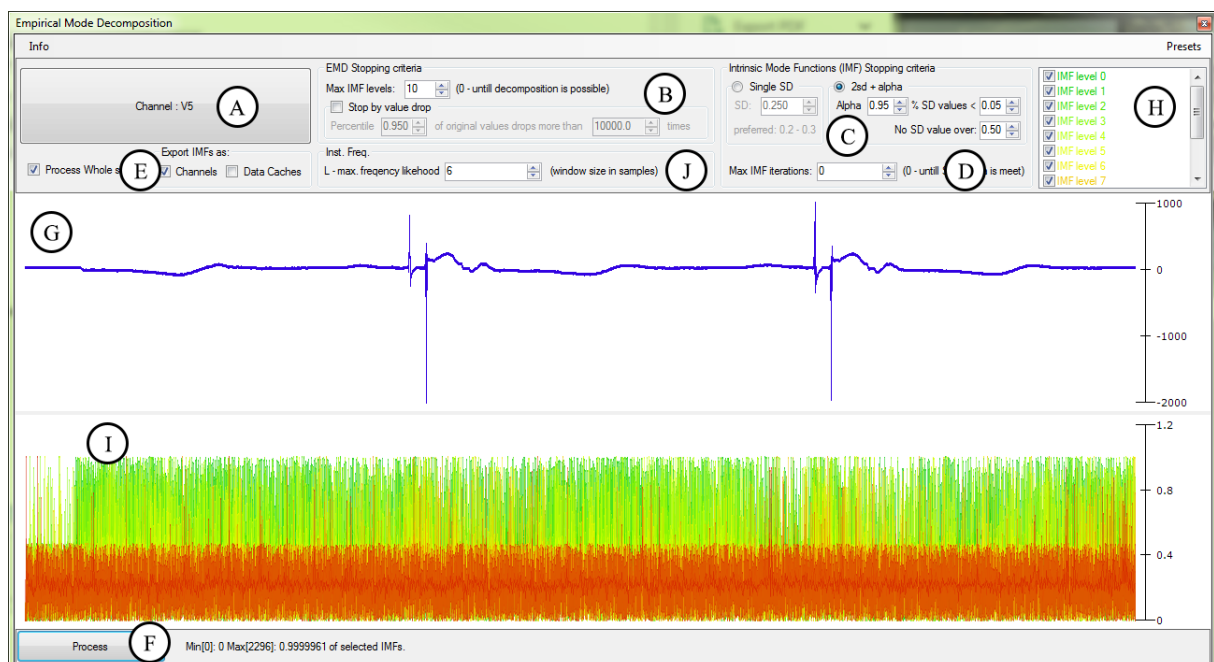 Export PDF
Empirical Mode Decomposition
Info
Presets
Channel : V5
A
EMD Stopping criteria
Max IMF levels: 10 (0 - untill decomposition is possible)
B
Stop by value drop
Percentile 0.950 of original values drops more than 10000.0 times
Intrinsic Mode Functions (IMF) Stopping criteria
Single SD
2sd + alpha
SD: 0.250
Alpha 0.95 % SD values < 0.05
preferred: 0.2 - 0.3
C
No SD value over: 0.50
IMF level 0
IMF level 1
IMF level 2
IMF level 3
IMF level 4
IMF level 5
IMF level 6
IMF level 7
H
Export IMFs as:
Process Whole s
E
Channels
Data Caches
Inst. Freq.
L - max. freqency likehood 6 (window size in samples)
J
Max IMF iterations: 0 (0 - untill
D
is meet)
G
1000
0
-1000
-2000
I
1.2
0.8
0.4
0
Process
F
Min[0]: 0 Max[2296]: 0.9999961 of selected IMFs.